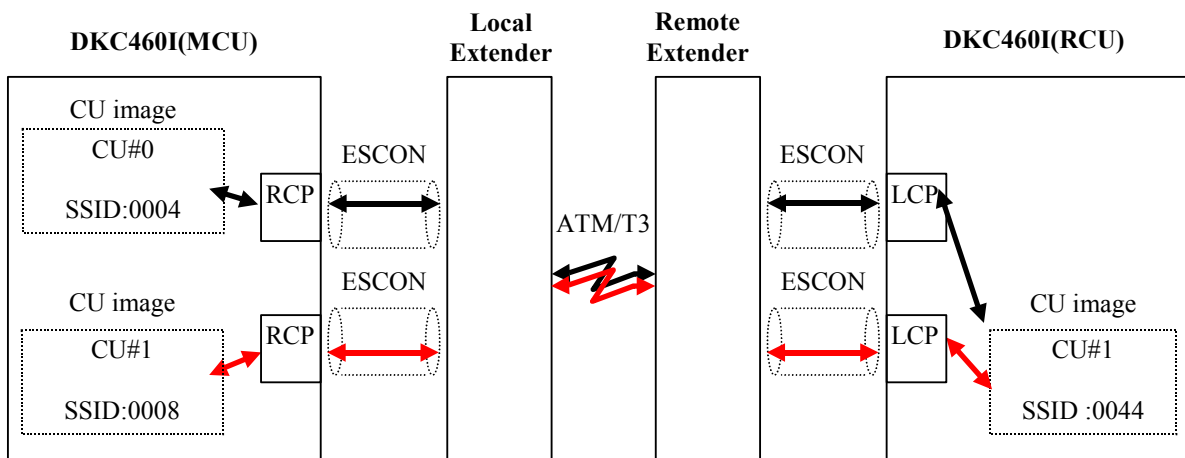 DKC460I(MCU)
Local
Extender
Remote
Extender
DKC460I(RCU)
CU image
CU#0
SSID:0004
RCP
ESCON
ATM/T3
ESCON
LCP
CU image
CU#1
SSID:0008
RCP
ESCON
ESCON
LCP
CU image
CU#1
SSID :0044